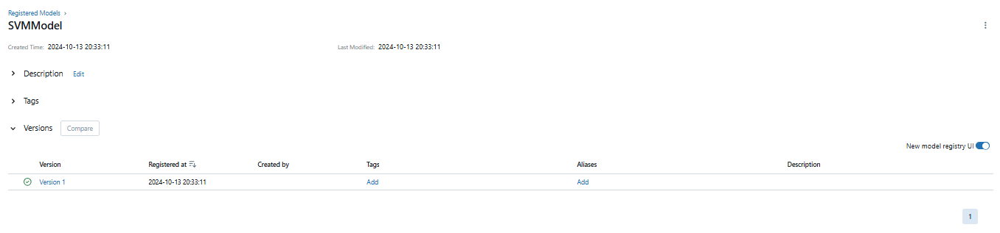 Registered Models ›
SVMModel
Created Time: 2024-10-13 20:33:11 Last Modified: 2024-10-13 20:33:11
Description Edit
Tags
Versions Compare
New model registry UI
Version Registered at Created by Tags Aliases Description
Version 1 2024-10-13 20:33:11 Add Add
1